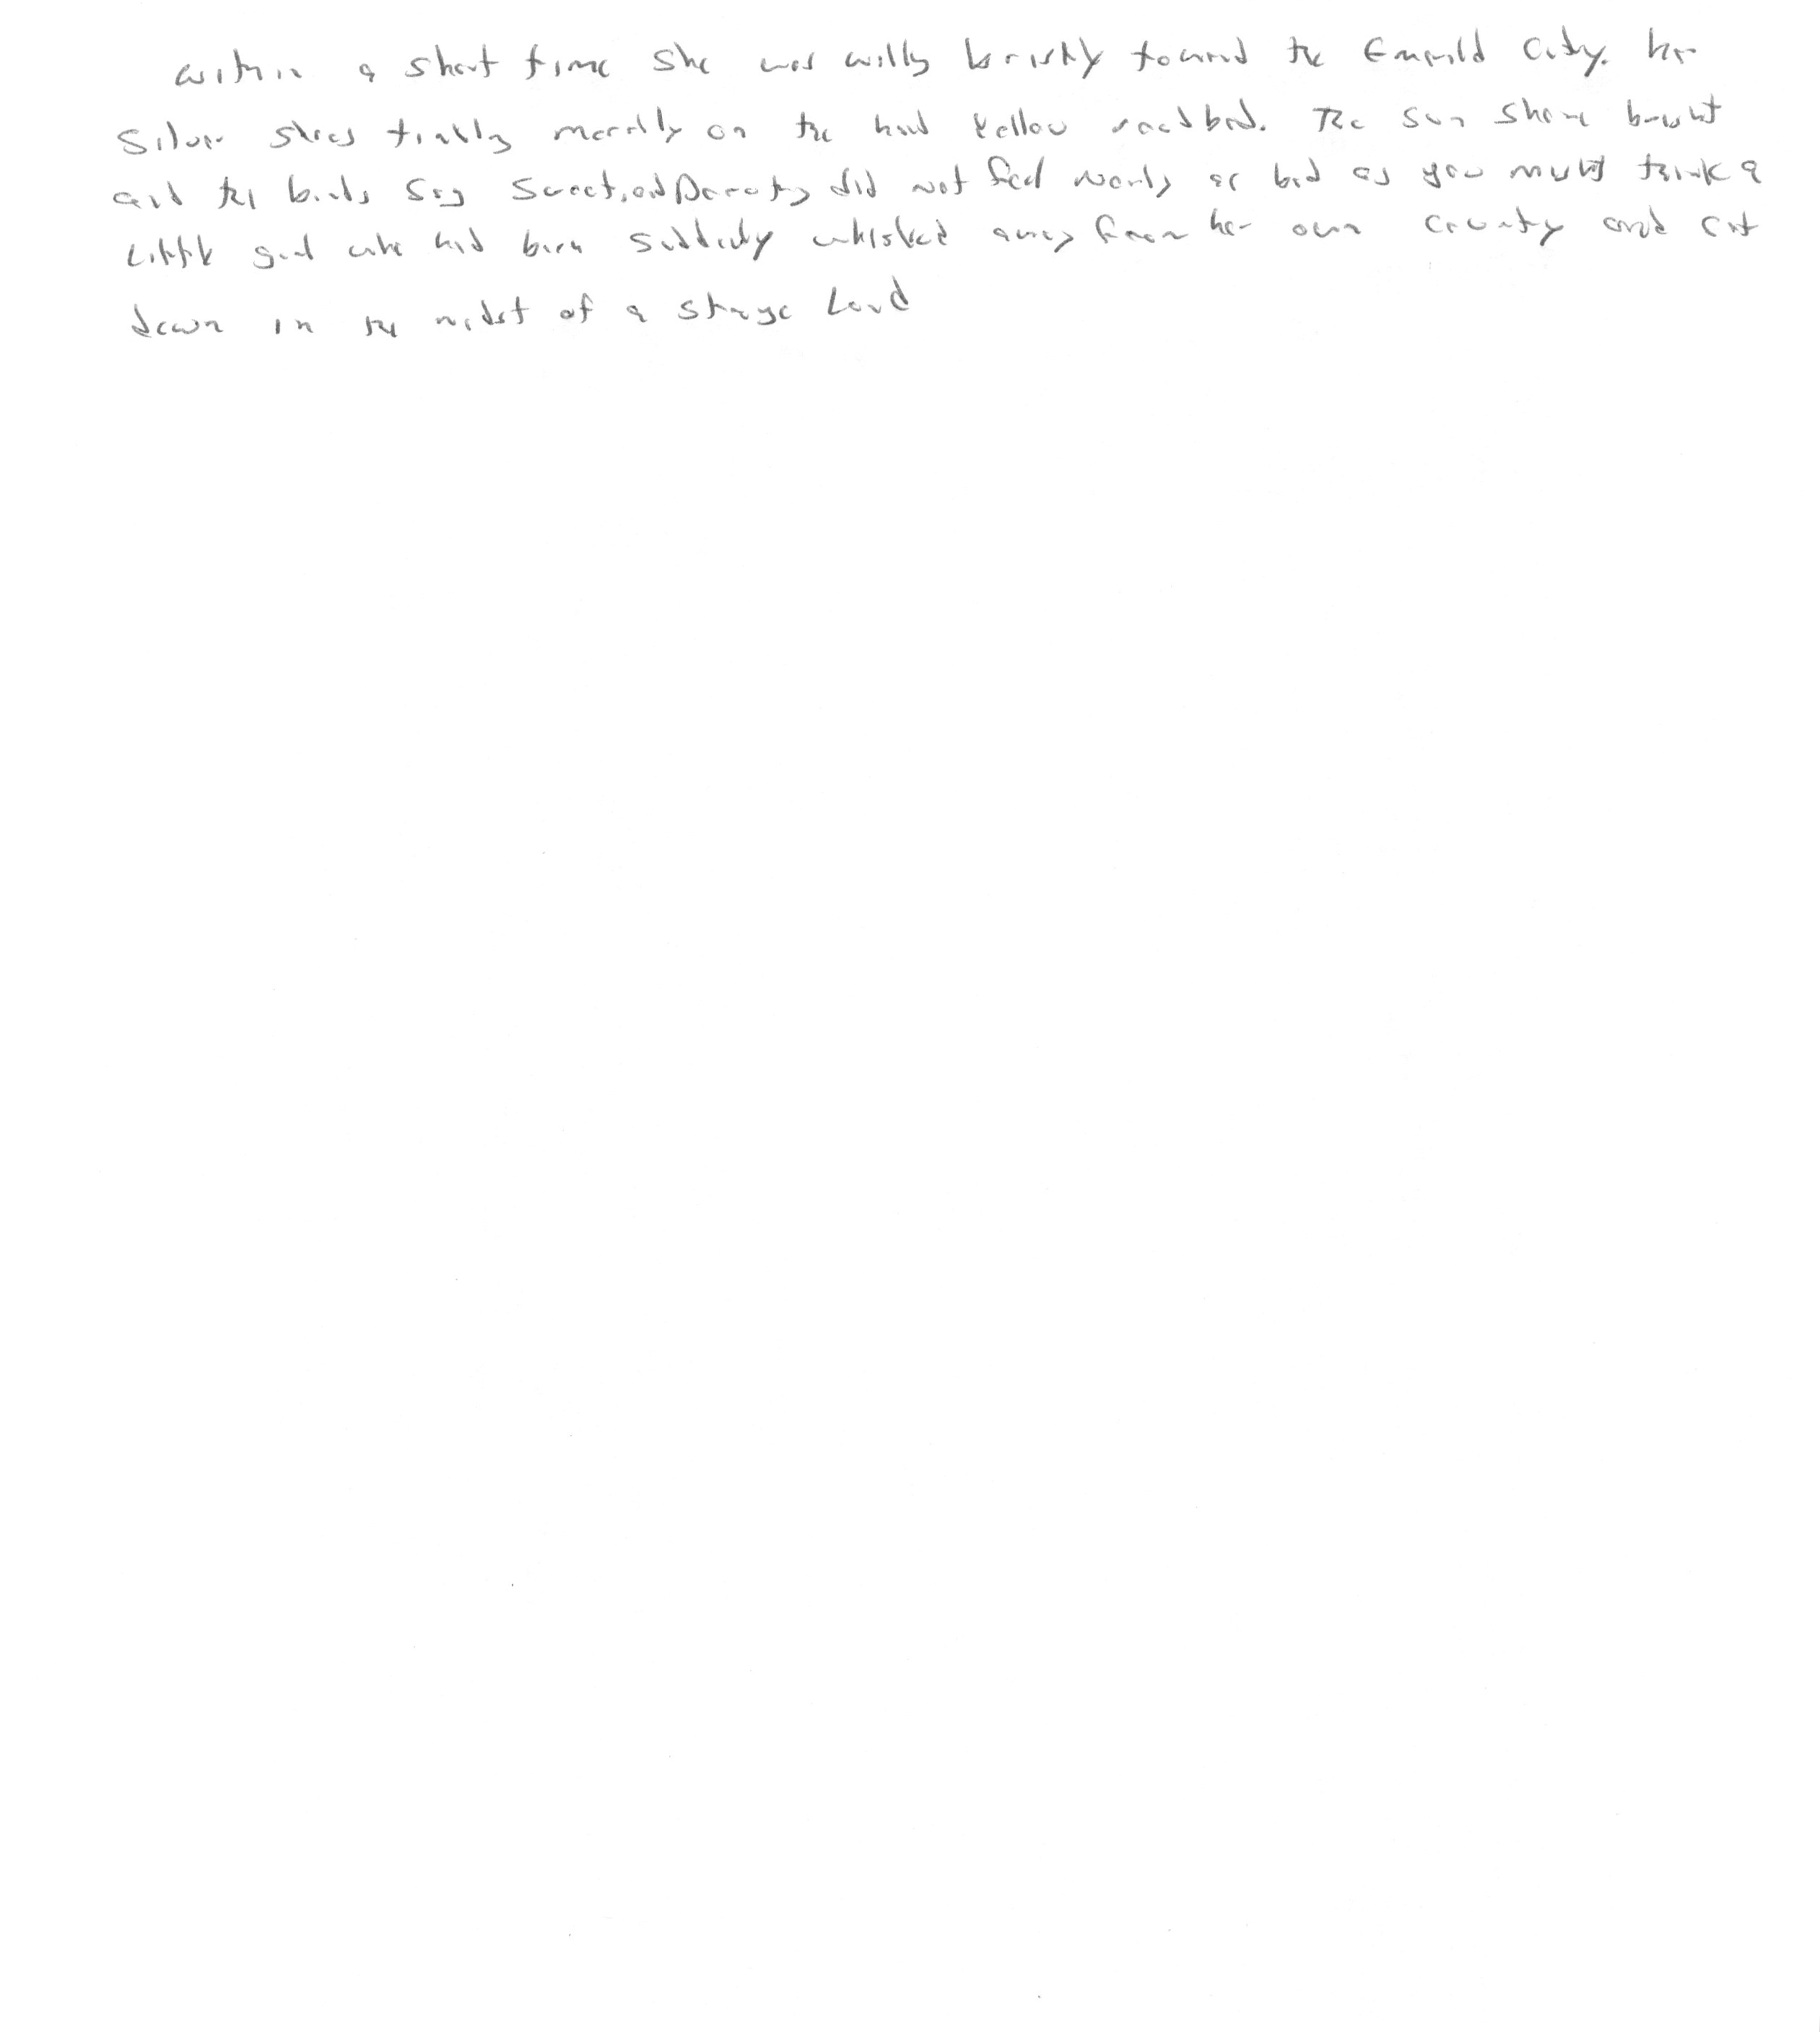 within a short time she was walking briskly toward the Emerald City, her
Silver shoes tinkling merrily on the hard yellow roadbed. The sun shone bright
and the birds sang sweet, and Dorothy did not feel nearly as bad as you might think a
little girl who had been suddenly whisked away from her own country and set
down in the midst of a strange land